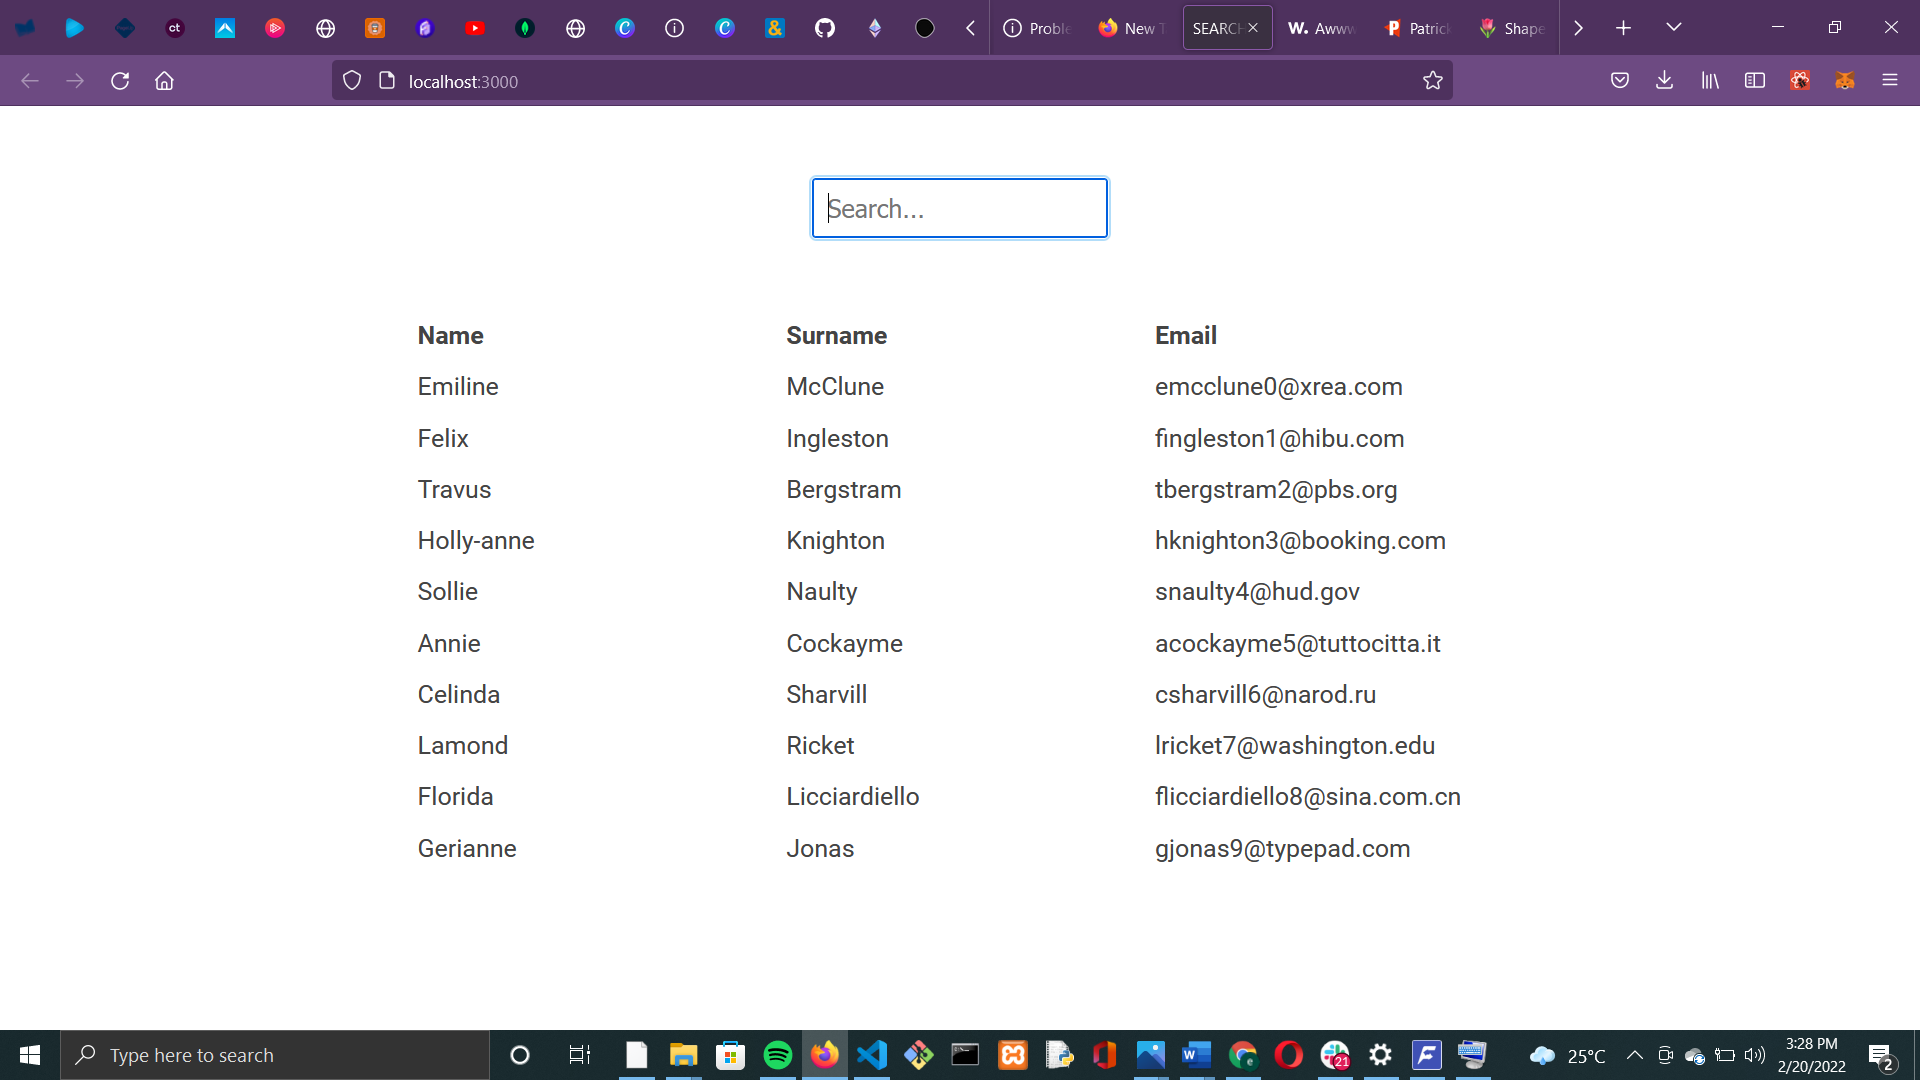 ct
Proble
New T
SEARCH
W. Awww
Patrick
Shape
localhost:3000
Search...
Name Surname Email
Emiline McClune emcclune0@xrea.com
Felix Ingleston fingleston1@hibu.com
Travus Bergstram tbergstram2@pbs.org
Holly-anne Knighton hknighton3@booking.com
Sollie Naulty snaulty4@hud.gov
Annie Cockayme acockayme5@tuttocitta.it
Celinda Sharvill csharvill6@narod.ru
Lamond Ricket lricket7@washington.edu
Florida Licciardiello flicciardiello8@sina.com.cn
Gerianne Jonas gjonas9@typepad.com
Type here to search
21
25°C
3:28 PM
2/20/2022
2